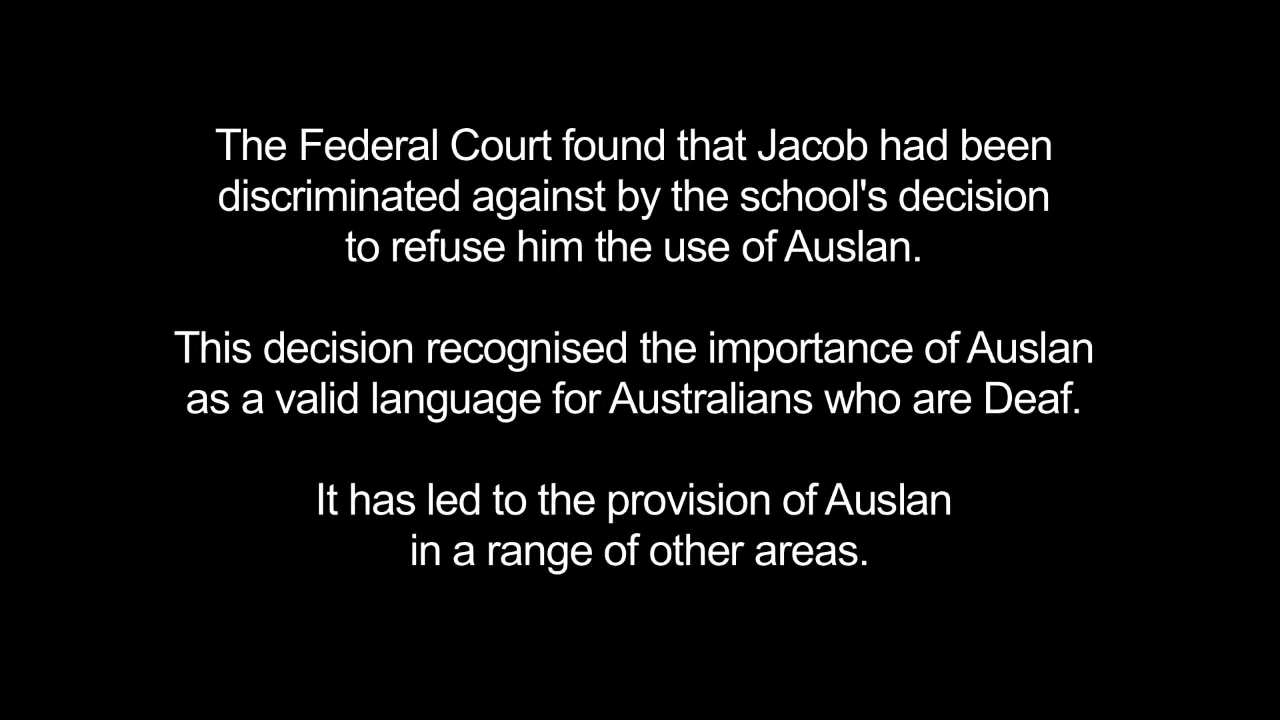 The Federal Court found that Jacob had been
discriminated against by the school's decision
to refuse him the use of Auslan.
This decision recognised the importance of Auslan
as a valid language for Australians who are Deaf.
It has led to the provision of Auslan
in a range of other areas.